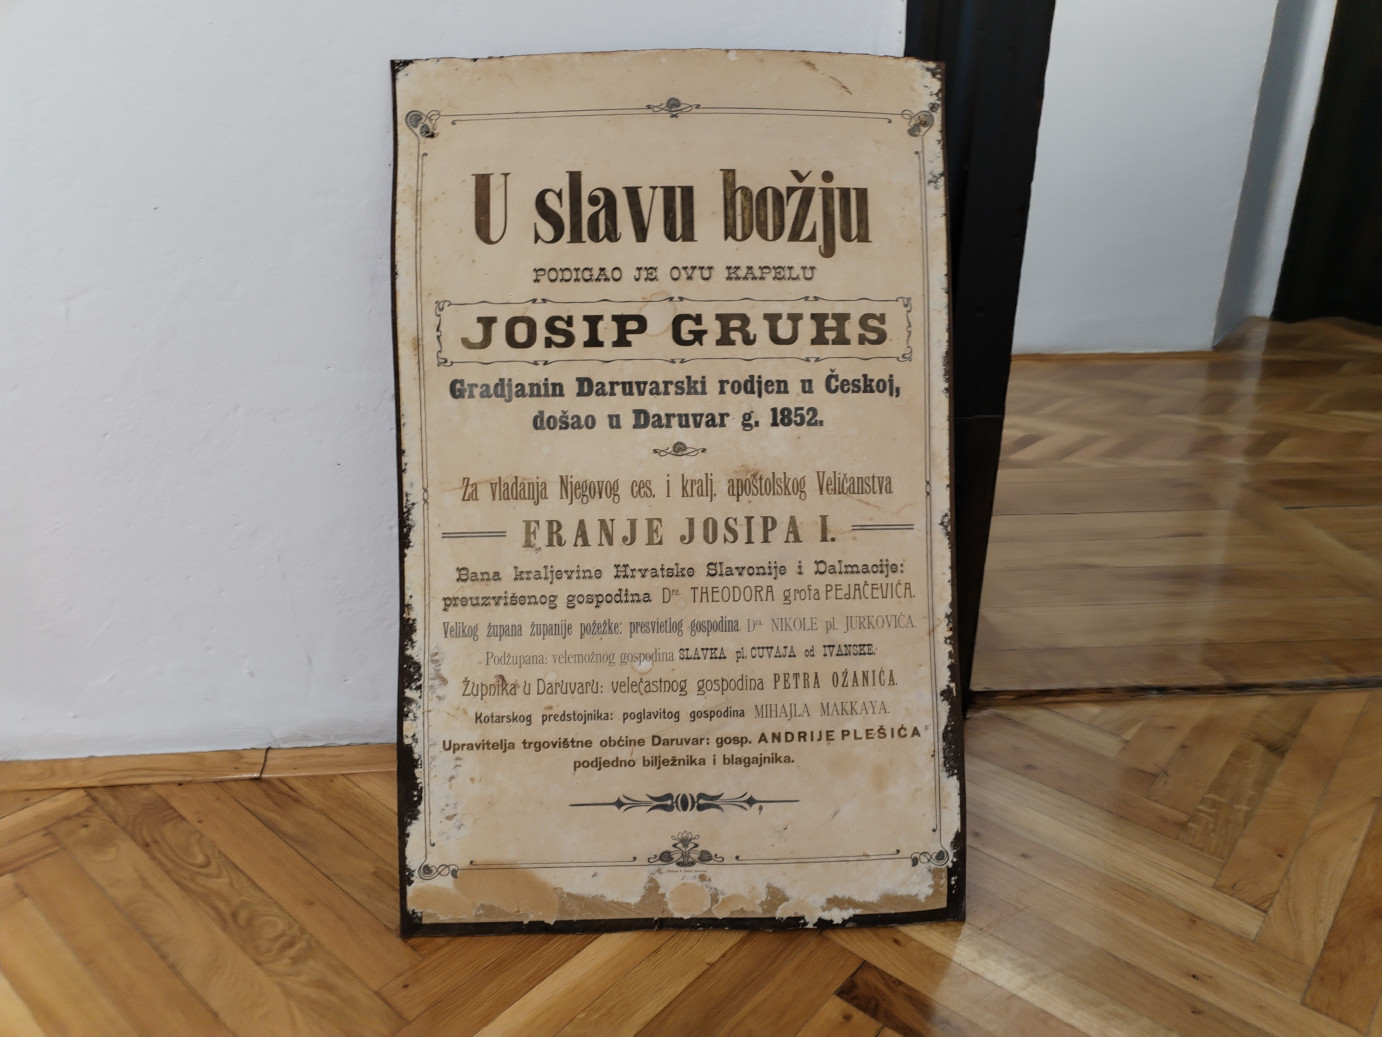 U slavu božju
PODIGAO JE OVU KAPELU
JOSIP GRUHS
Gradjanin Daruvarski rodjen u Českoj,
došao u Daruvar g. 1852.
Za vladanja Njegovog ces. i kralj. apoštolskog Veličanstva
FRANJE JOSIPA I.
Bana kraljevine Hrvatske Slavonije i Dalmacije:
preuzvišenog gospodina Dra. THEODORA grofa PEJAČEVIĆA.
Velikog župana županije požežke: presvietlog gospodina Dra. NIKOLE pl. JURKOVIĆA.
Podžupana: velemožnog gospodina SLAVKA pl. CUVAJA od IVANSKE.
Župnika u Daruvaru: velečastnog gospodina PETRA OŽANIĆA.
Kotarskog predstojnika: poglavitog gospodina MIHAJLA MAKKAYA.
Upravitelja trgovištne občine Daruvar: gosp. ANDRIJE PLEŠIĆA
podjedno bilježnika i blagajnika.